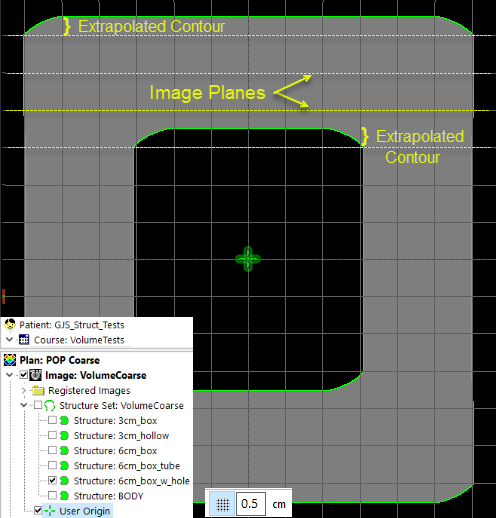 } Extrapolated Contour
Image Planes
} Extrapolated
Contour
Patient: GJS_Struct_Tests
Course: VolumeTests
Plan: POP Coarse
Image: VolumeCoarse
Registered Images
Structure Set: VolumeCoarse
Structure: 3cm_box
Structure: 3cm_hollow
Structure: 6cm_box
Structure: 6cm_box_tube
Structure: 6cm_box_w_hole
Structure: BODY
User Origin
0.5 cm